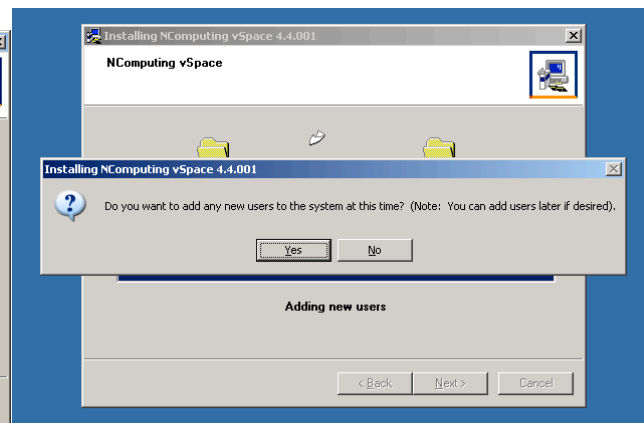 Installing NComputing vSpace 4.4.001
NComputing vSpace
Installing NComputing vSpace 4.4.001
Do you want to add any new users to the system at this time? (Note: You can add users later if desired).
Yes
No
Adding new users
< Back
Next >
Cancel